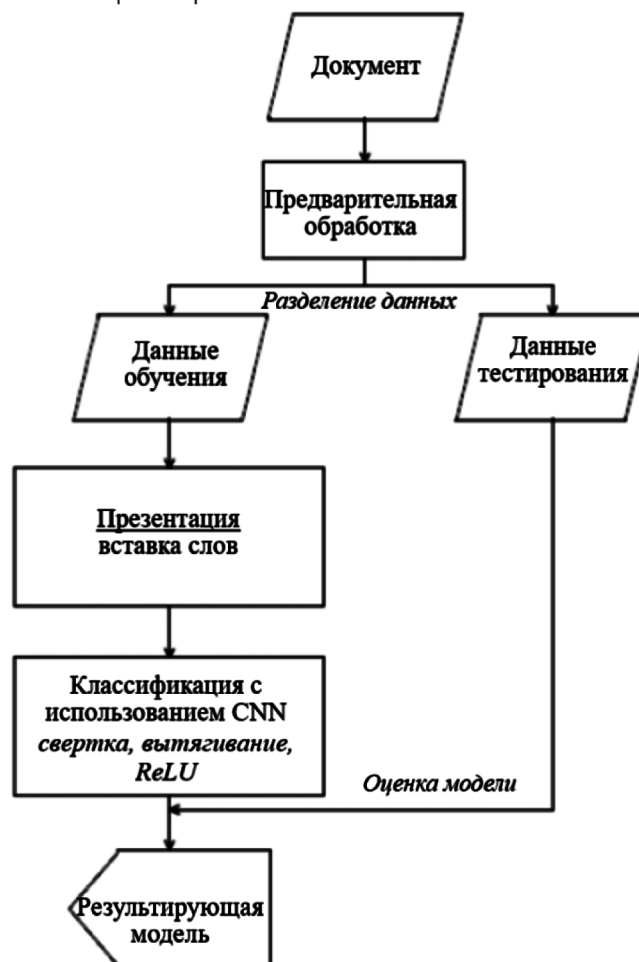 Документ
Предварительная
обработка
Разделение данных
Данные
обучения
Данные
тестирования
Презентация
вставка слов
Классификация с
использованием CNN
свертка, вытягивание,
ReLU
Оценка модели
Результирующая
модель